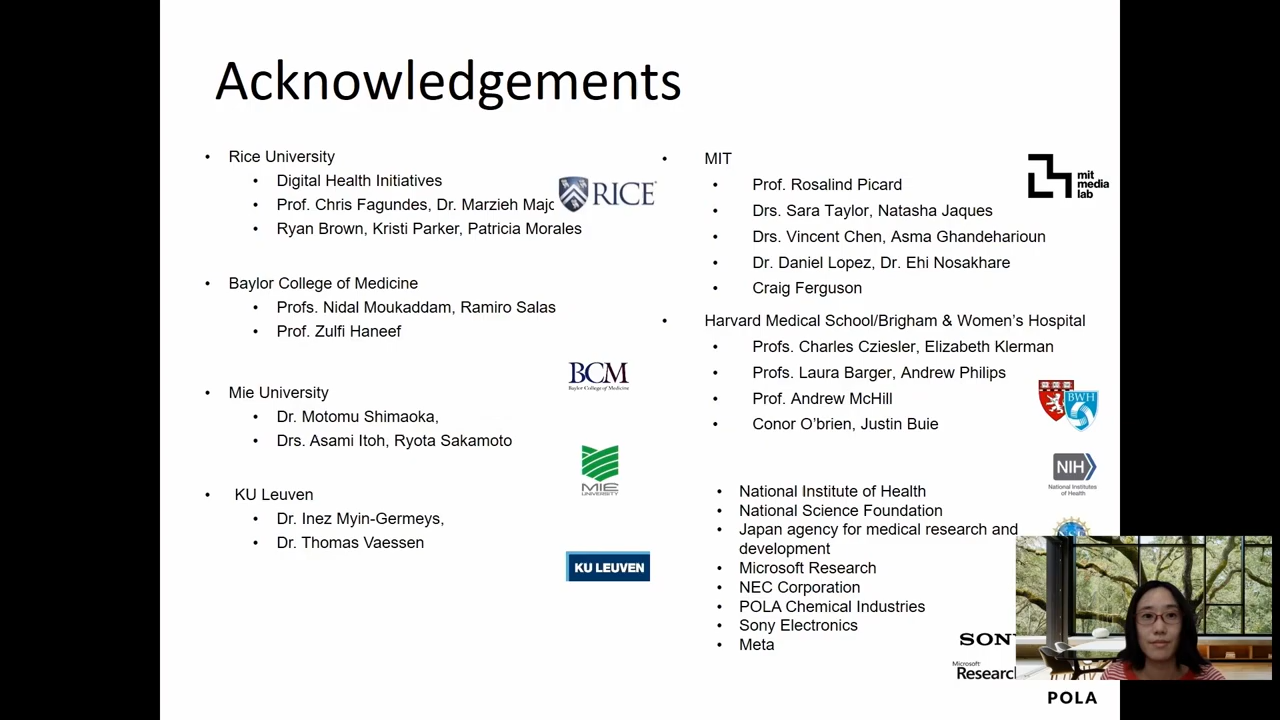 Acknowledgements
Rice University
Digital Health Initiatives
Prof. Chris Fagundes, Dr. Marzieh
Ryan Brown, Kristi Parker, Patricia Morales
RICE
Baylor College of Medicine
Profs. Nidal Moukaddam, Ramiro Salas
Prof. Zulfi Haneef
BCM
Baylor College of Medicine
Mie University
Dr. Motomu Shimaoka,
Drs. Asami Itoh, Ryota Sakamoto
MIE
UNIVERSITY
KU Leuven
Dr. Inez Myin-Germeys,
Dr. Thomas Vaessen
KU LEUVEN
MIT
Prof. Rosalind Picard
Drs. Sara Taylor, Natasha Jaques
Drs. Vincent Chen, Asma Ghandeharioun
Dr. Daniel Lopez, Dr. Ehi Nosakhare
Craig Ferguson
mit
media
lab
Harvard Medical School/Brigham & Women’s Hospital
Profs. Charles Cziesler, Elizabeth Klerman
Profs. Laura Barger, Andrew Philips
Prof. Andrew McHill
Conor O’brien, Justin Buie
BWH
NIH
National Institutes
of Health
National Institute of Health
National Science Foundation
Japan agency for medical research and
development
Microsoft Research
NEC Corporation
POLA Chemical Industries
Sony Electronics
Meta
Microsoft
POLA